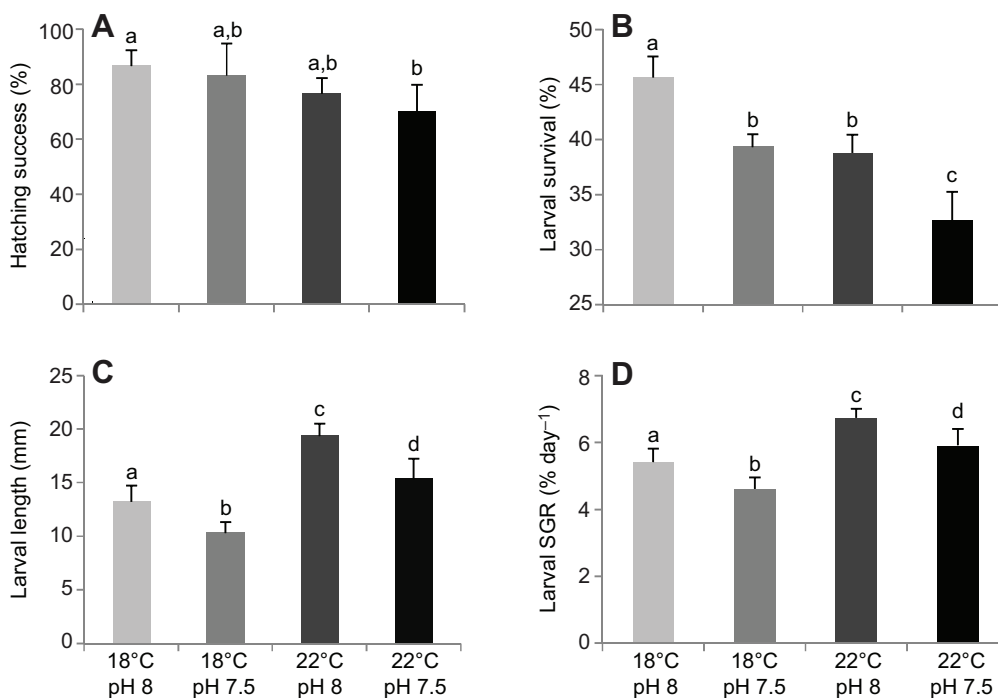 A
Hatching success (%)
100
80
60
40
20
0
a
a,b
a,b
b
B
Larval survival (%)
50
45
40
35
30
25
a
b
b
c
C
Larval length (mm)
25
20
15
10
5
0
a
b
c
d
18°C
pH 8
18°C
pH 7.5
22°C
pH 8
22°C
pH 7.5
D
Larval SGR (% day–1)
8
6
4
2
0
a
b
c
d
18°C
pH 8
18°C
pH 7.5
22°C
pH 8
22°C
pH 7.5